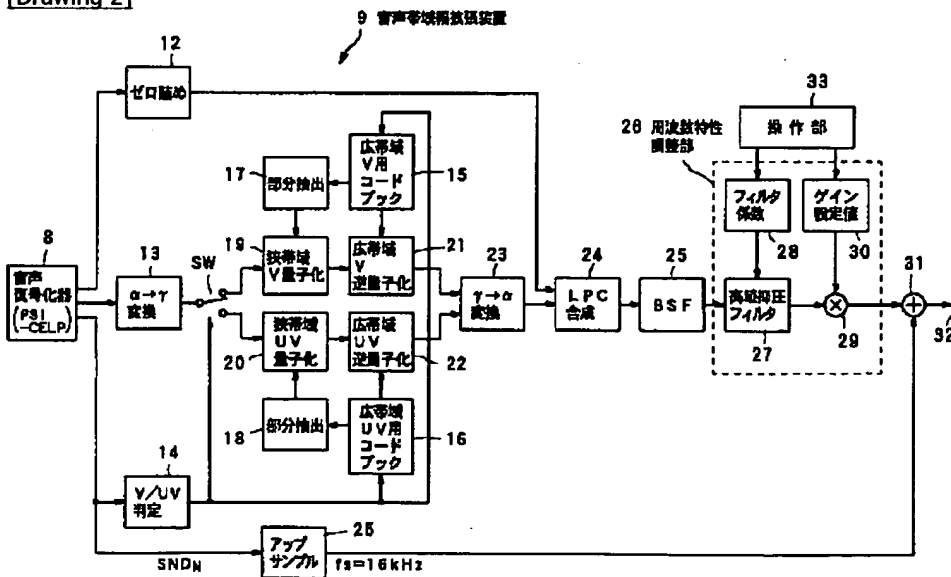 [Drawing 2]
9 音声帯域幅拡張装置
12
ゼロ詰め
33
操作部
26 周波数特性
調整部
広帯域
V用
コード
ブック
15
17
部分抽出
フィルタ
係数
28
ゲイン
設定値
30
8
音声
復号化器
(PSI
-CELP)
13
α→γ
変換
SW
19
狭帯域
V量子化
広帯域
V
逆量子化
21
23
γ→α
変換
24
LPC
合成
25
BSF
高域抑圧
フィルタ
27
29
31
32
20
狭帯域
UV
量子化
広帯域
UV
逆量子化
22
18
部分抽出
広帯域
UV用
コード
ブック
16
14
V/UV
判定
SNDN
25
アップ
サンプル
fs=16kHz